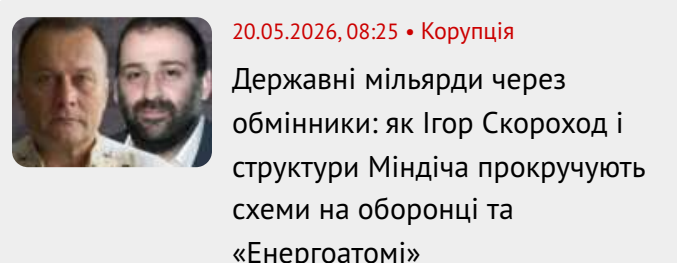 20.05.2026, 08:25 • Корупція
Державні мільярди через
обмінники: як Ігор Скороход і
структури Міндіча прокручують
схеми на оборонці та
«Енергоатомі»